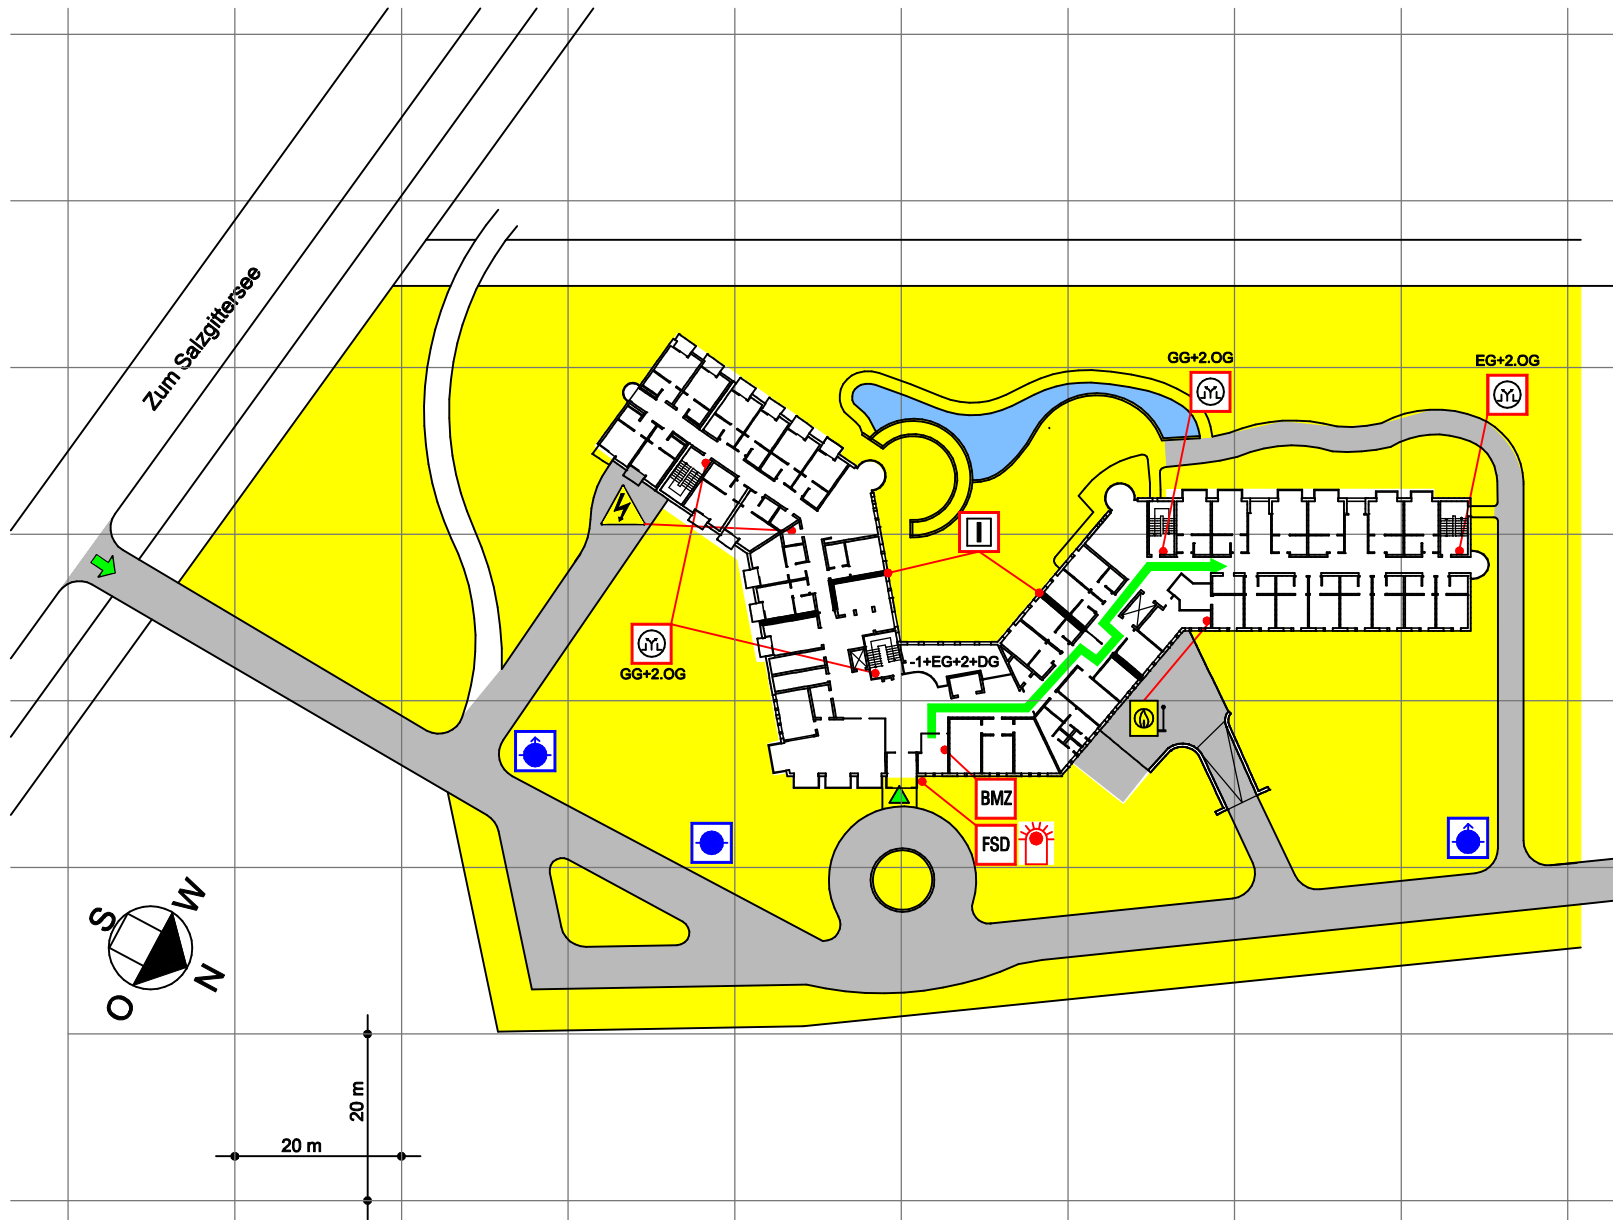 Zum Salzgittersee
GG+2.OG
EG+2.OG
I
GG+2.OG
-1+EG+2+DG
BMZ
FSD
S
W
N
O
20 m
20 m